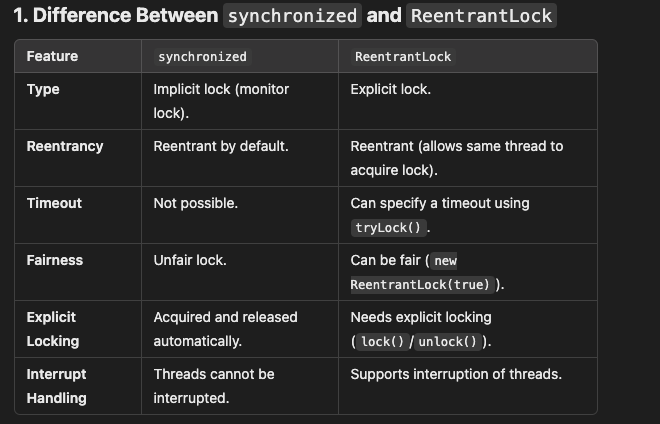 1. Difference Between synchronized and ReentrantLock
Feature synchronized ReentrantLock
Type Implicit lock (monitor lock). Explicit lock.
Reentrancy Reentrant by default. Reentrant (allows same thread to acquire lock).
Timeout Not possible. Can specify a timeout using tryLock().
Fairness Unfair lock. Can be fair (new ReentrantLock(true)).
Explicit Locking Acquired and released automatically. Needs explicit locking (lock()/unlock()).
Interrupt Handling Threads cannot be interrupted. Supports interruption of threads.